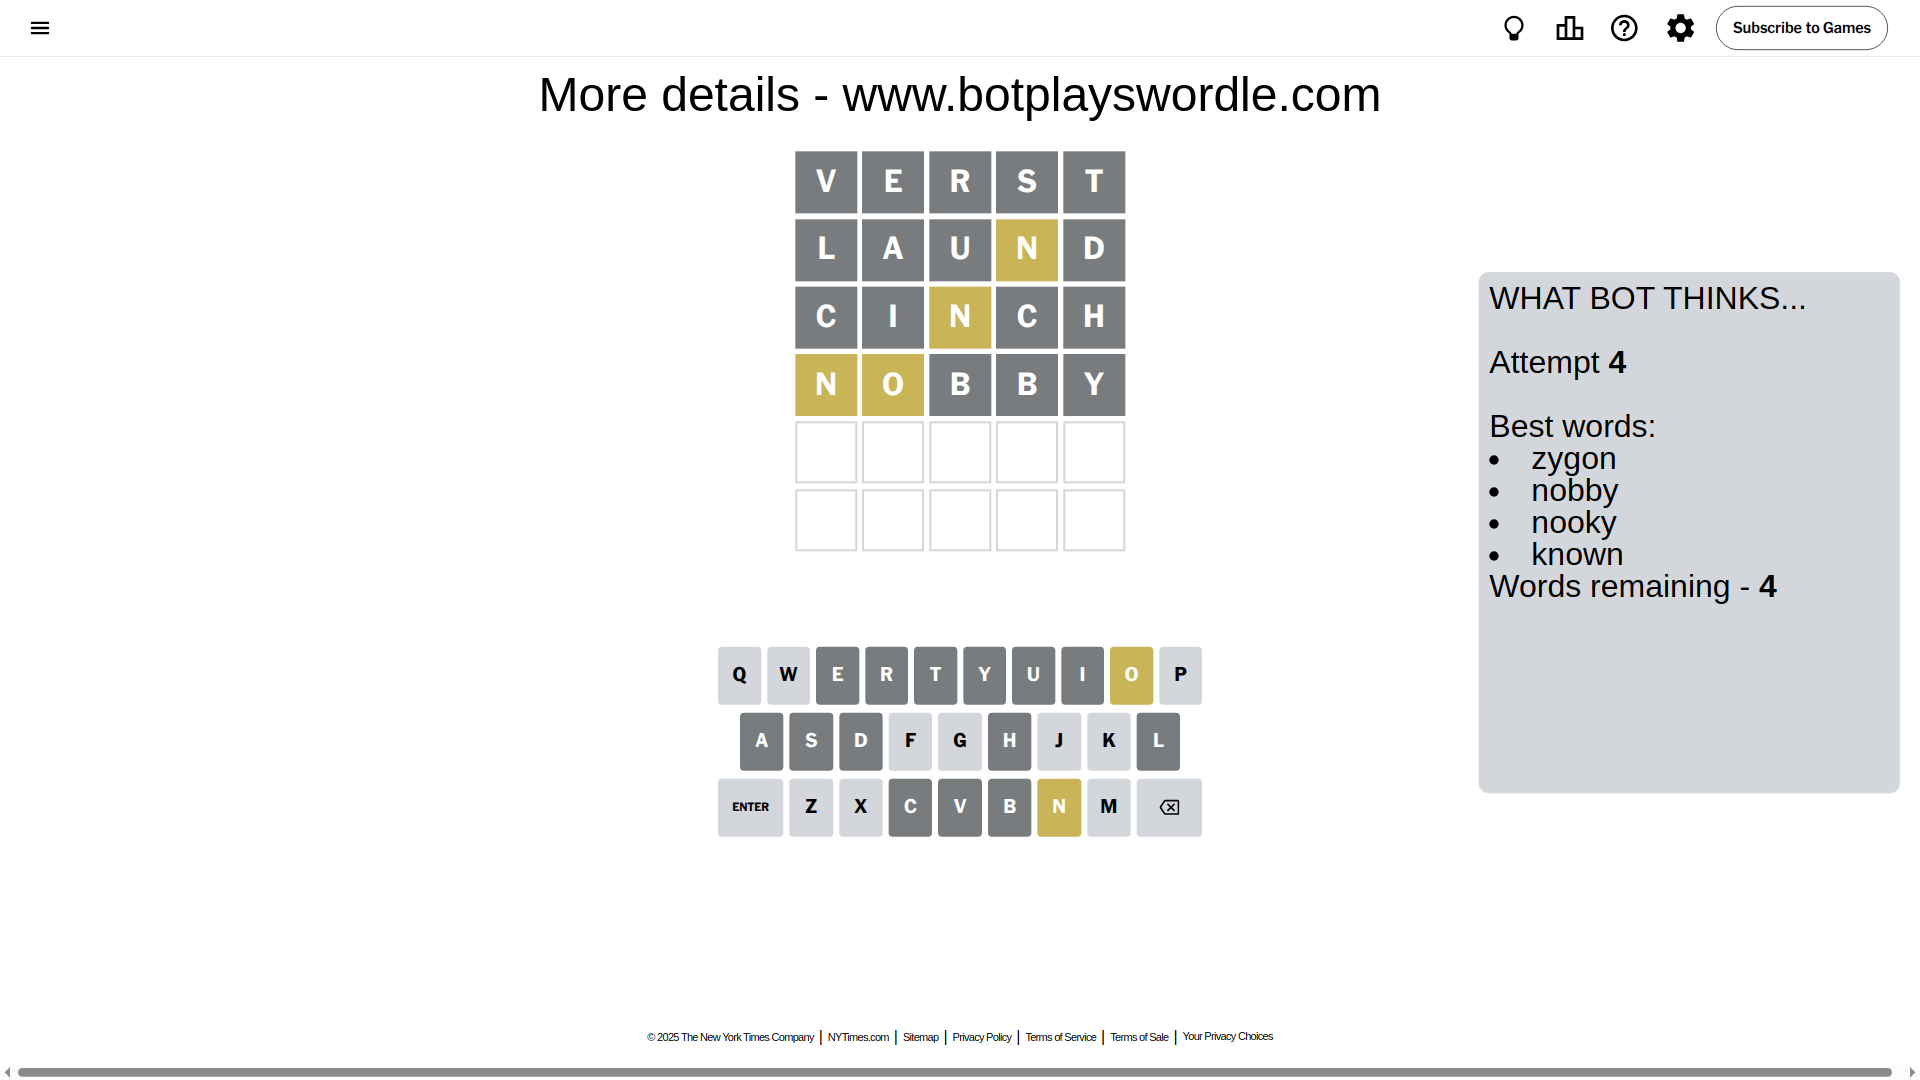 Subscribe to Games
More details - www.botplayswordle.com
V E R S T
L A U N D
C I N C H
N O B B Y
WHAT BOT THINKS...
Attempt 4
Best words:
• zygon
• nobby
• nooky
• known
Words remaining - 4
Q W E R T Y U I O P
A S D F G H J K L
ENTER Z X C V B N M
© 2025 The New York Times Company | NYTimes.com | Sitemap | Privacy Policy | Terms of Service | Terms of Sale | Your Privacy Choices